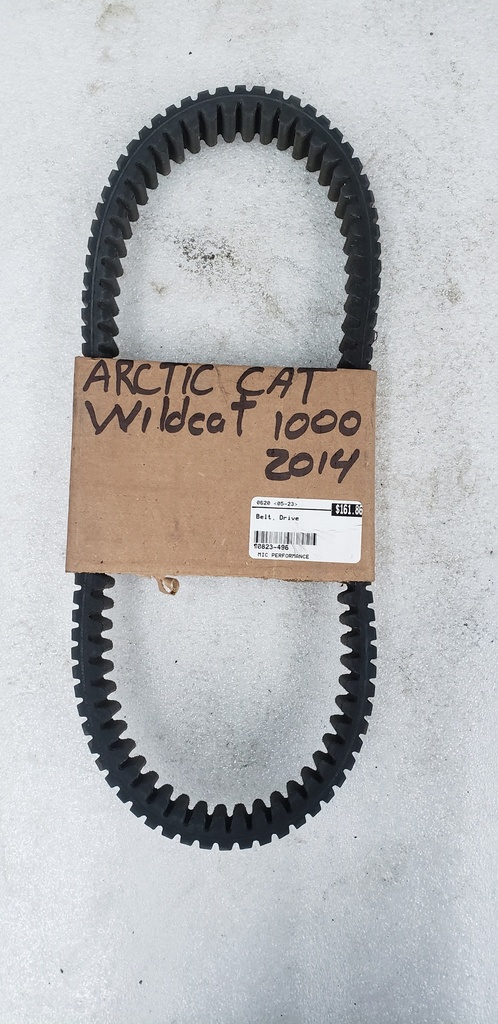 ARCTIC CAT
Wildcat 1000
2014
0620 <05-23>
$161.86
Belt, Drive
0823-496
MIC PERFORMANCE